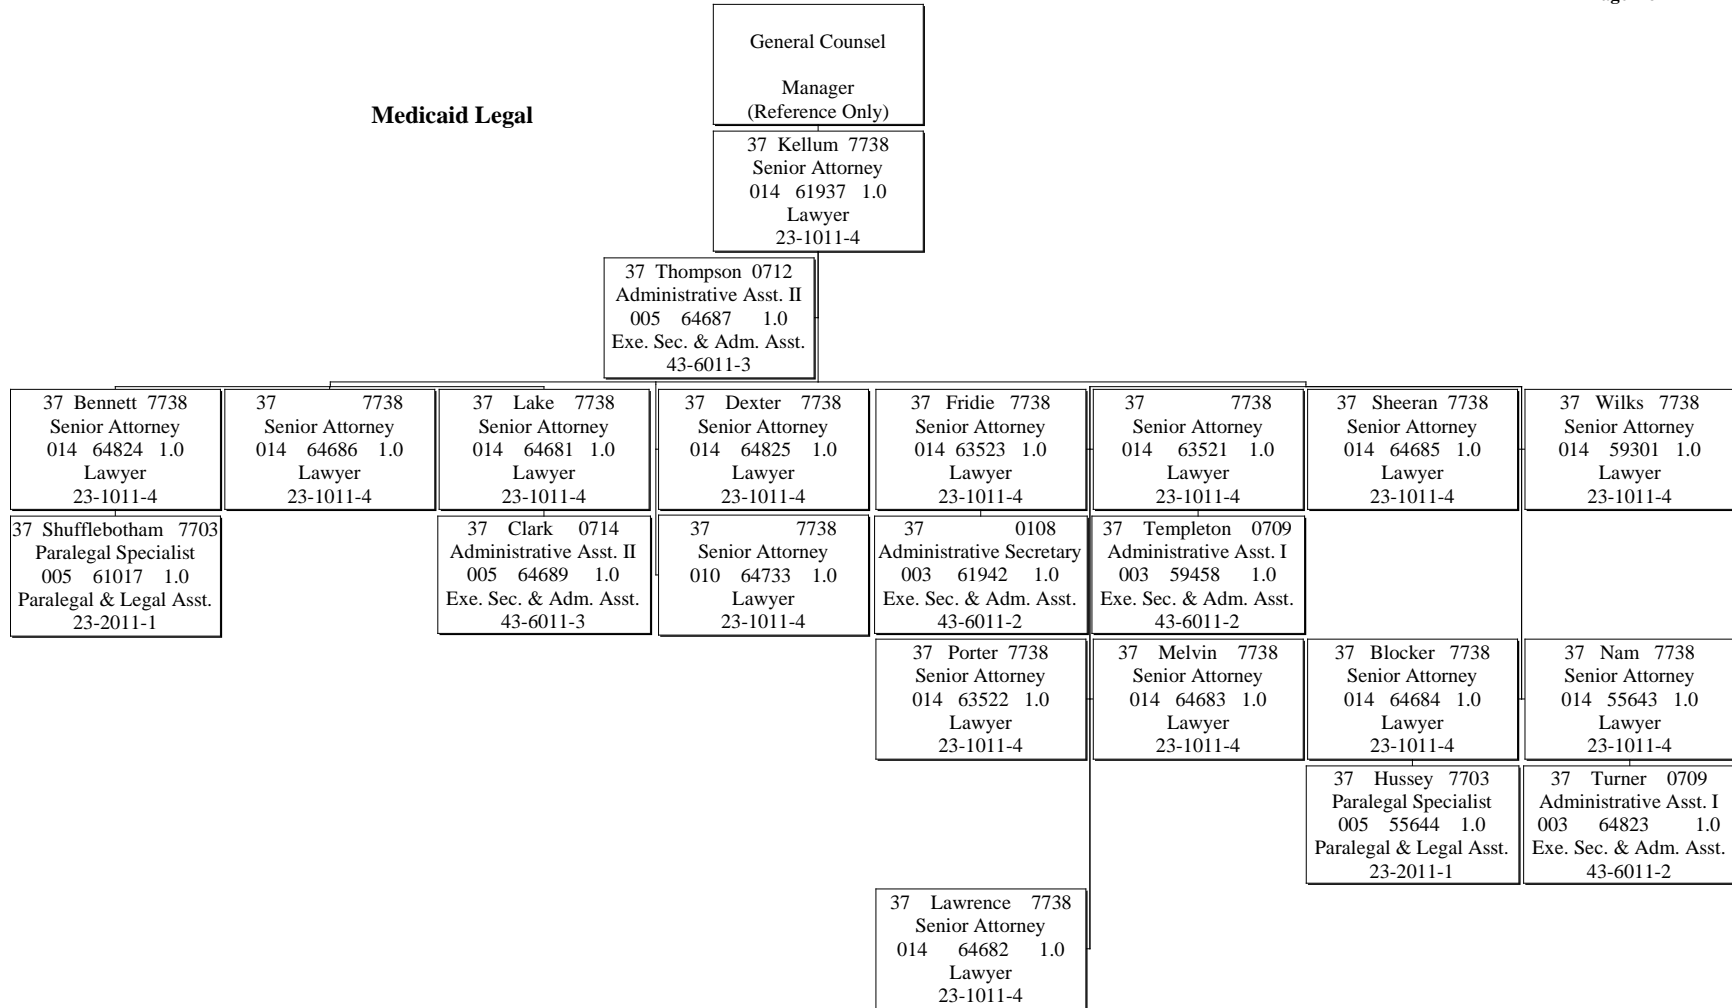 General Counsel
Manager
(Reference Only)
Medicaid Legal
37 Kellum 7738
Senior Attorney
014 61937 1.0
Lawyer
23-1011-4
37 Thompson 0712
Administrative Asst. II
005 64687 1.0
Exe. Sec. & Adm. Asst.
43-6011-3
37 Bennett 7738
Senior Attorney
014 64824 1.0
Lawyer
23-1011-4
37 7738
Senior Attorney
014 64686 1.0
Lawyer
23-1011-4
37 Lake 7738
Senior Attorney
014 64681 1.0
Lawyer
23-1011-4
37 Dexter 7738
Senior Attorney
014 64825 1.0
Lawyer
23-1011-4
37 Fridie 7738
Senior Attorney
014 63523 1.0
Lawyer
23-1011-4
37 7738
Senior Attorney
014 63521 1.0
Lawyer
23-1011-4
37 Sheeran 7738
Senior Attorney
014 64685 1.0
Lawyer
23-1011-4
37 Wilks 7738
Senior Attorney
014 59301 1.0
Lawyer
23-1011-4
37 Shufflebotham 7703
Paralegal Specialist
005 61017 1.0
Paralegal & Legal Asst.
23-2011-1
37 Clark 0714
Administrative Asst. II
005 64689 1.0
Exe. Sec. & Adm. Asst.
43-6011-3
37 7738
Senior Attorney
010 64733 1.0
Lawyer
23-1011-4
37 0108
Administrative Secretary
003 61942 1.0
Exe. Sec. & Adm. Asst.
43-6011-2
37 Templeton 0709
Administrative Asst. I
003 59458 1.0
Exe. Sec. & Adm. Asst.
43-6011-2
37 Porter 7738
Senior Attorney
014 63522 1.0
Lawyer
23-1011-4
37 Melvin 7738
Senior Attorney
014 64683 1.0
Lawyer
23-1011-4
37 Blocker 7738
Senior Attorney
014 64684 1.0
Lawyer
23-1011-4
37 Nam 7738
Senior Attorney
014 55643 1.0
Lawyer
23-1011-4
37 Hussey 7703
Paralegal Specialist
005 55644 1.0
Paralegal & Legal Asst.
23-2011-1
37 Turner 0709
Administrative Asst. I
003 64823 1.0
Exe. Sec. & Adm. Asst.
43-6011-2
37 Lawrence 7738
Senior Attorney
014 64682 1.0
Lawyer
23-1011-4